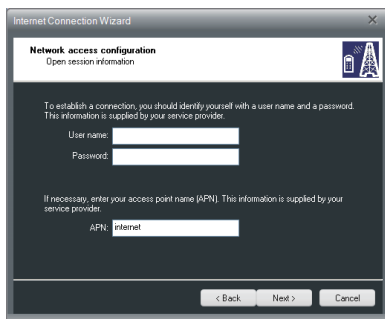 Internet Connection Wizard
Network access configuration
Open session information
To establish a connection, you should identify yourself with a user name and a password.
This information is supplied by your service provider.
User name:
Password:
If necessary, enter your access point name (APN). This information is supplied by your
service provider.
APN: internet
< Back Next > Cancel